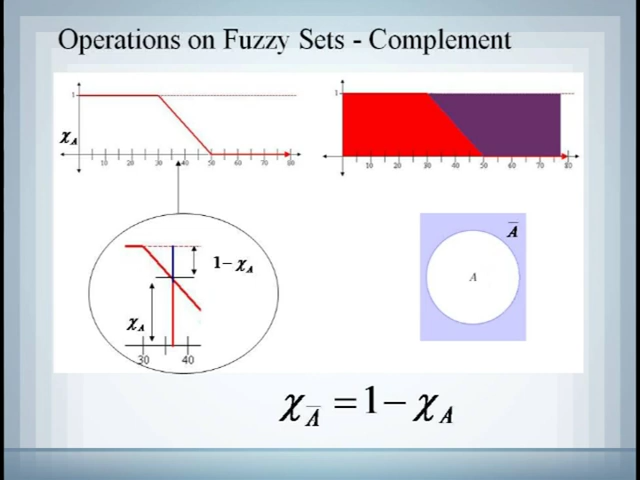 Operations on Fuzzy Sets - Complement
1
χA
10 20 30 40 50 60 70 80
1
10 20 30 40 50 60 70 80
1− χA
χA
30 40
Ā
A
χĀ = 1− χA